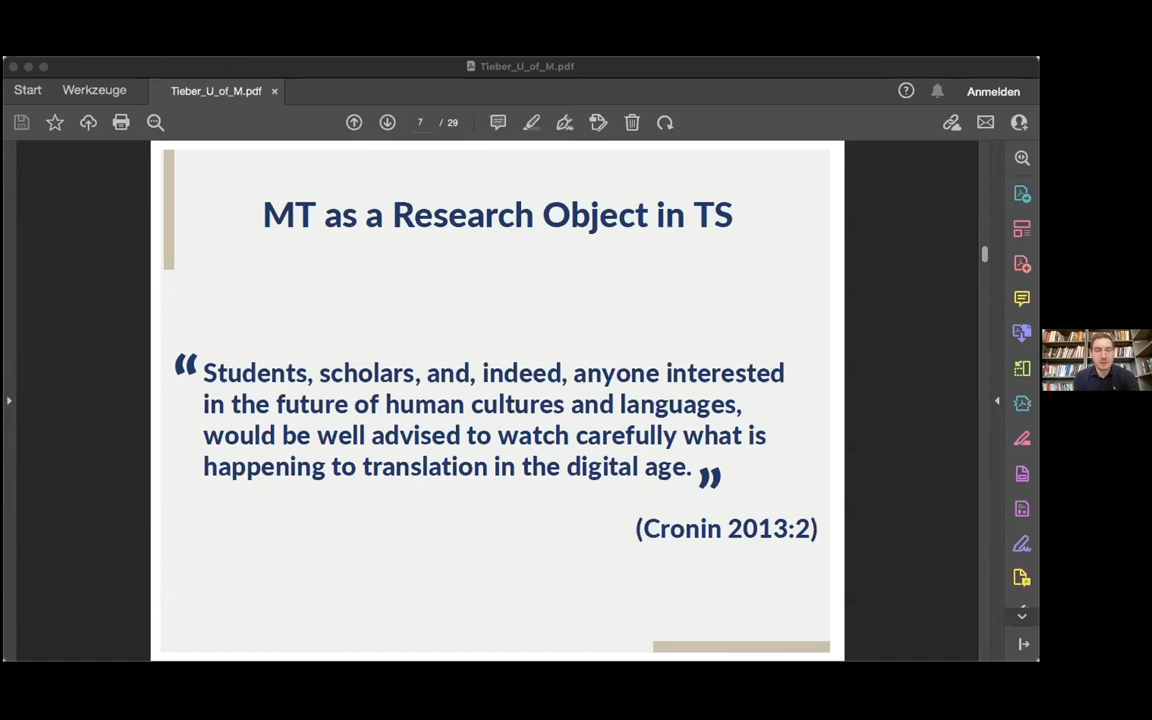 Tieber_U_of_M.pdf
Start
Werkzeuge
Tieber_U_of_M.pdf ×
Anmelden
7 / 29
MT as a Research Object in TS
“Students, scholars, and, indeed, anyone interested
in the future of human cultures and languages,
would be well advised to watch carefully what is
happening to translation in the digital age.”
(Cronin 2013:2)